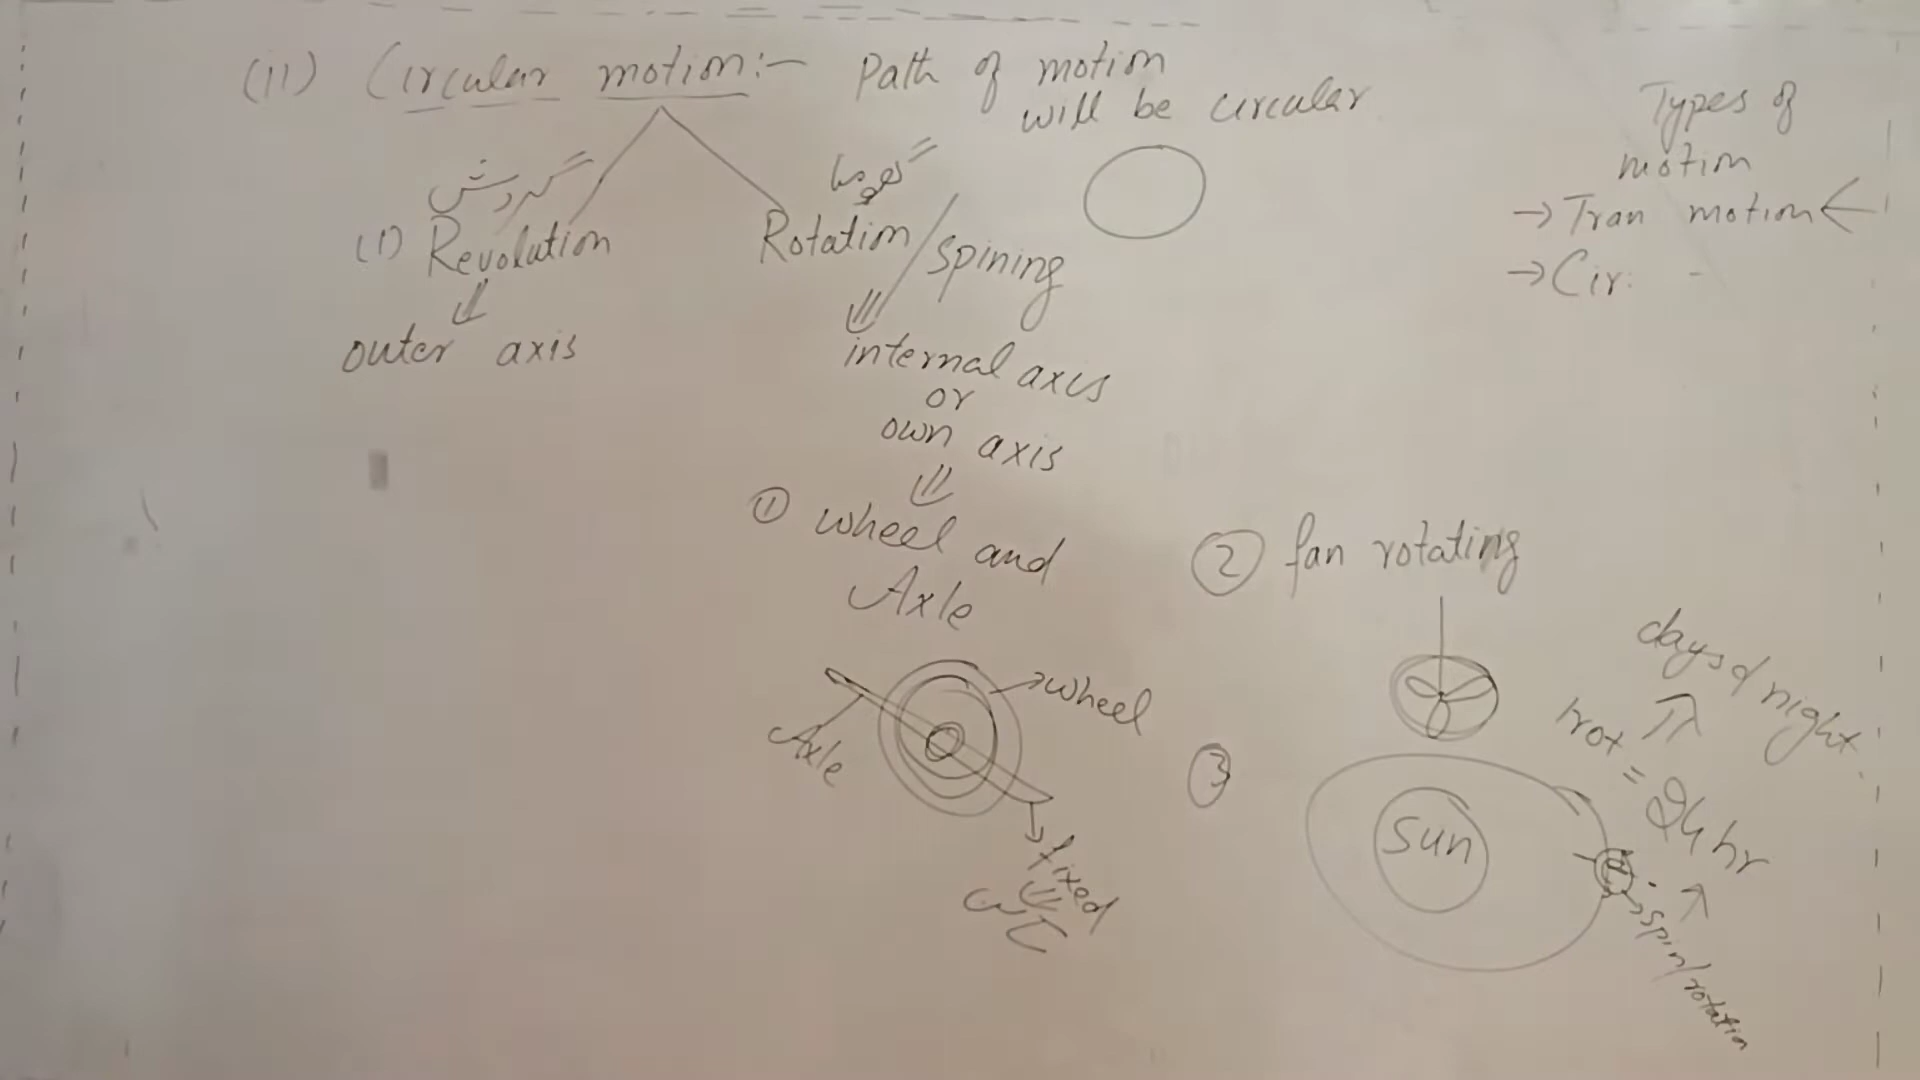 (II) Circular motion:- Path of motion
will be circular
Types of
motion
→ Tran motion ←
→ Cir. -
گردش
گھومنا
(1) Revolution
Rotation / Spining
outer axis
internal axis
or
own axis
① wheel and
Axle
② fan rotating
wheel
Axle
fixed
③
Sun
days & night
= 24 hr
spin/rotation